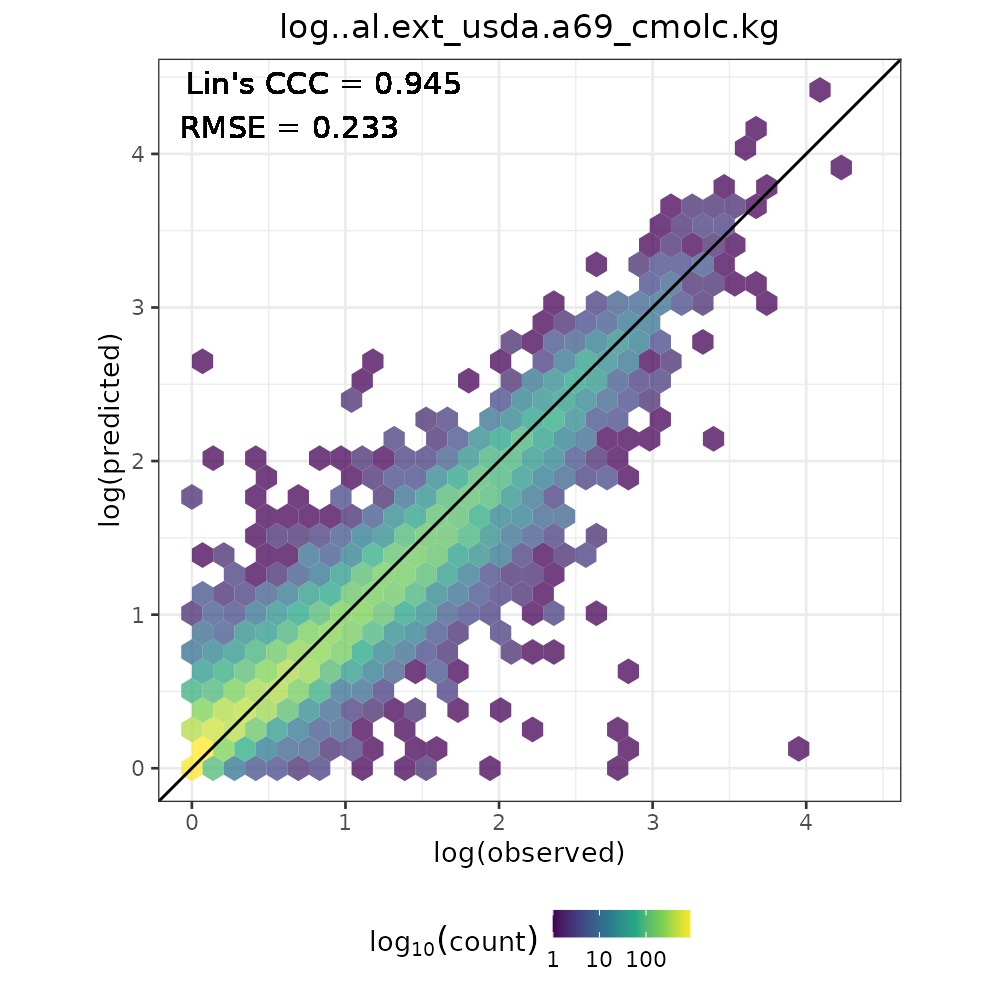 log..al.ext_usda.a69_cmolc.kg
Lin's CCC = 0.945
RMSE = 0.233
4
3
2
1
0
log(predicted)
0 1 2 3 4
log(observed)
log₁₀(count)
1 10 100